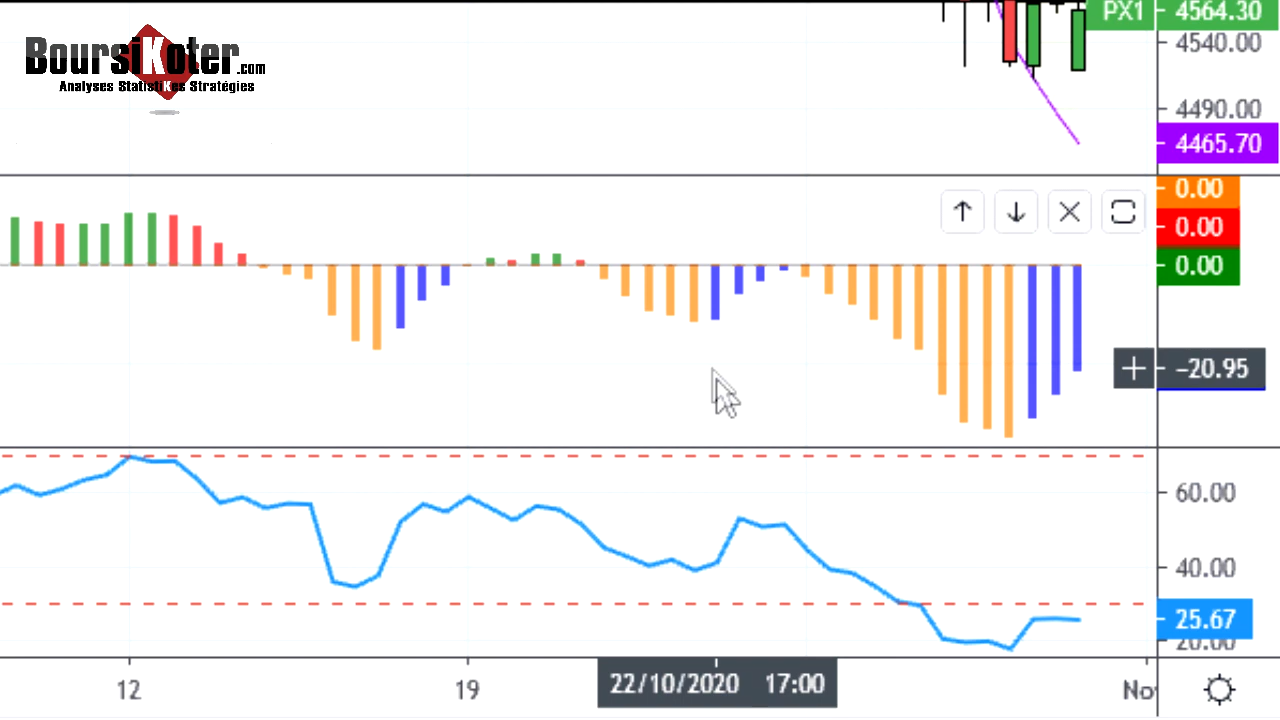 BoursiKoter.com
Analyses StatistiKes Stratégies
PX1 4564.30
4540.00
4490.00
4465.70
0.00
0.00
0.00
−20.95
60.00
40.00
25.67
20.00
12 19 22/10/2020 17:00 No